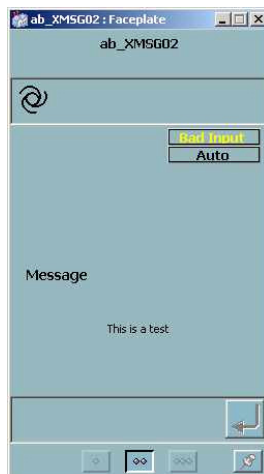 ab_XMSG02 : Faceplate
ab_XMSG02
Bad Input
Auto
Message
This is a test